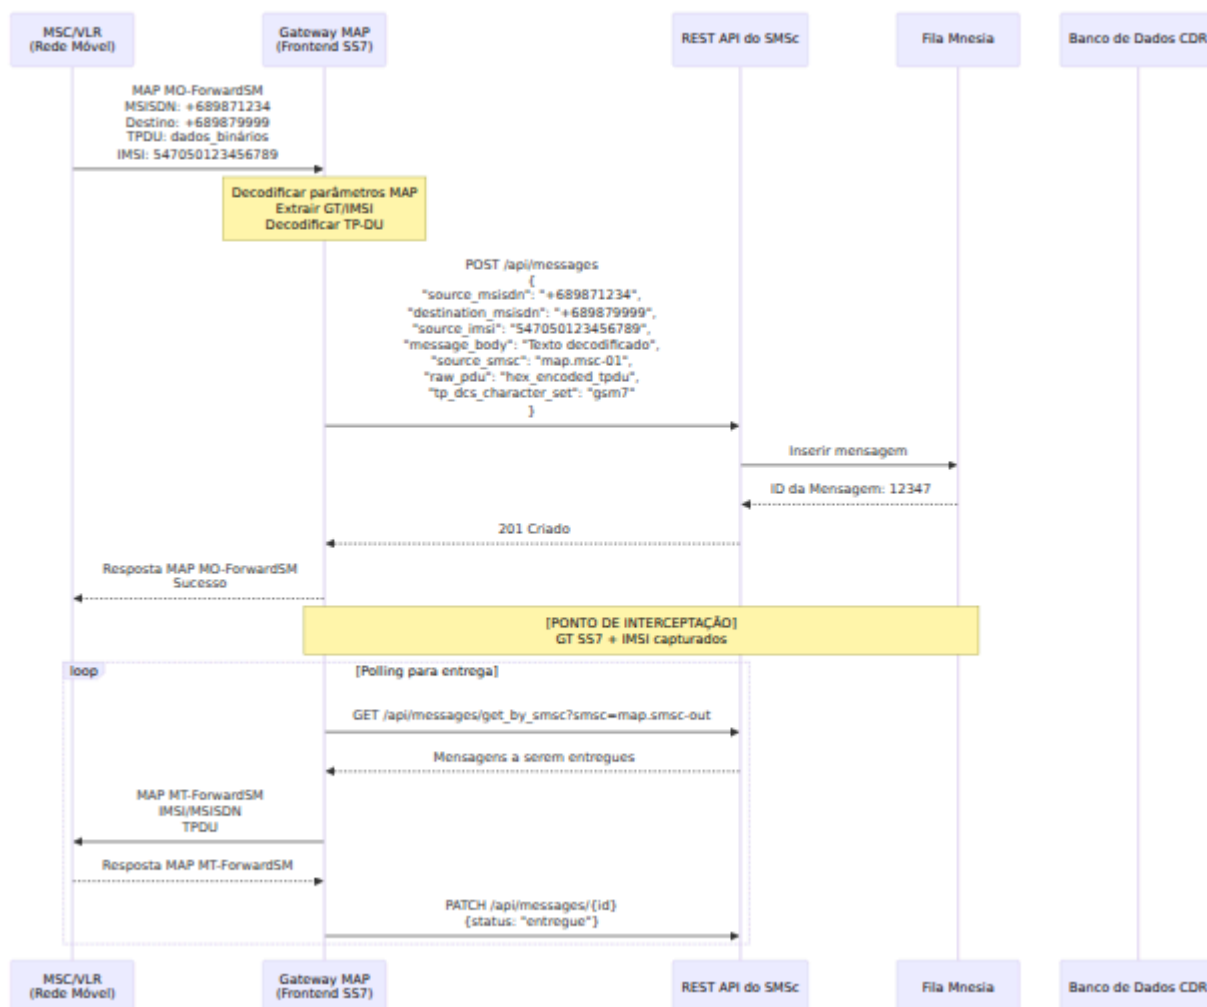 MSC/VLR
(Rede Móvel)
Gateway MAP
(Frontend SS7)
REST API do SMSc
Fila Mnesia
Banco de Dados CDR
MAP MO-ForwardSM
MSISDN: +689871234
Destino: +689879999
TPDU: dados_binários
IMSI: 547050123456789
Decodificar parâmetros MAP
Extrair GT/IMSI
Decodificar TP-DU
POST /api/messages
{
"source_msisdn": "+689871234",
"destination_msisdn": "+689879999",
"source_imsi": "547050123456789",
"message_body": "Texto decodificado",
"source_smsc": "map.msc-01",
"raw_pdu": "hex_encoded_tpdu",
"tp_dcs_character_set": "gsm7"
}
Inserir mensagem
ID da Mensagem: 12347
201 Criado
Resposta MAP MO-ForwardSM
Sucesso
[PONTO DE INTERCEPTAÇÃO]
GT SS7 + IMSI capturados
loop
[Polling para entrega]
GET /api/messages/get_by_smsc?smsc=map.smsc-out
Mensagens a serem entregues
MAP MT-ForwardSM
IMSI/MSISDN
TPDU
Resposta MAP MT-ForwardSM
PATCH /api/messages/{id}
{status: "entregue"}
MSC/VLR
(Rede Móvel)
Gateway MAP
(Frontend SS7)
REST API do SMSc
Fila Mnesia
Banco de Dados CDR